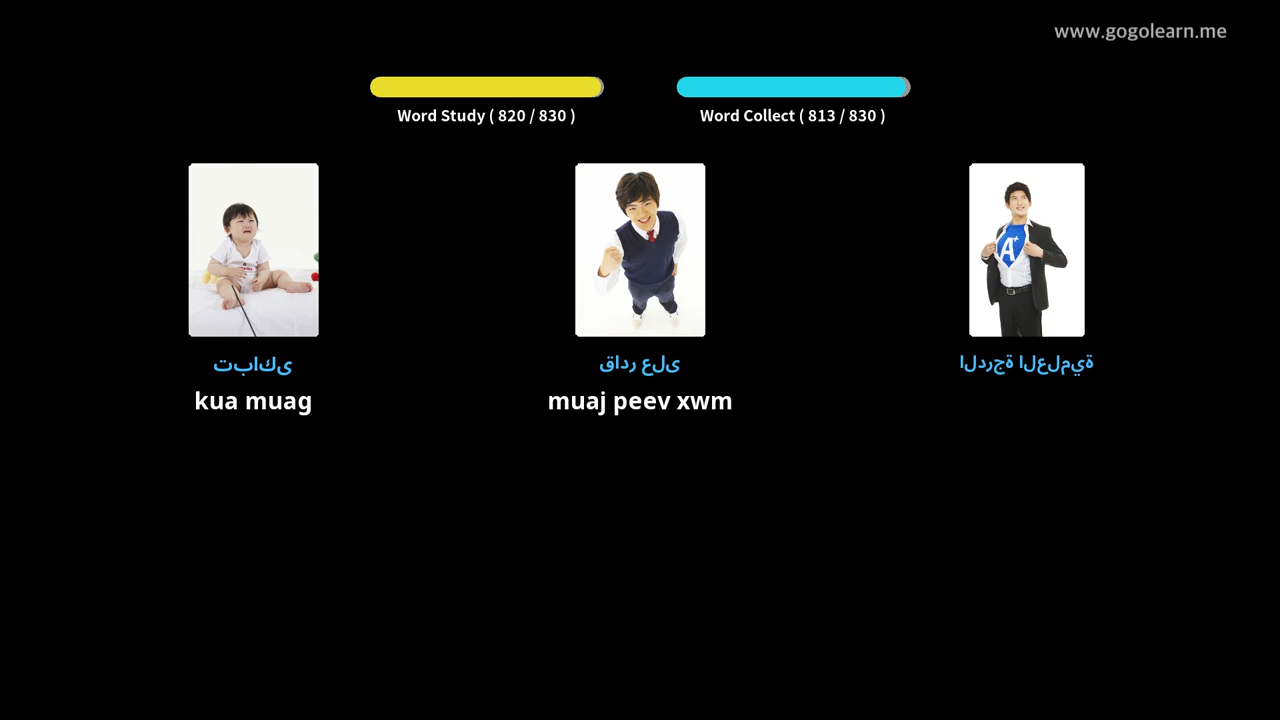 www.gogolearn.me
Word Study ( 820 / 830 )
Word Collect ( 813 / 830 )
A+
تباكى
قادر على
الدرجة العلمية
kua muag
muaj peev xwm